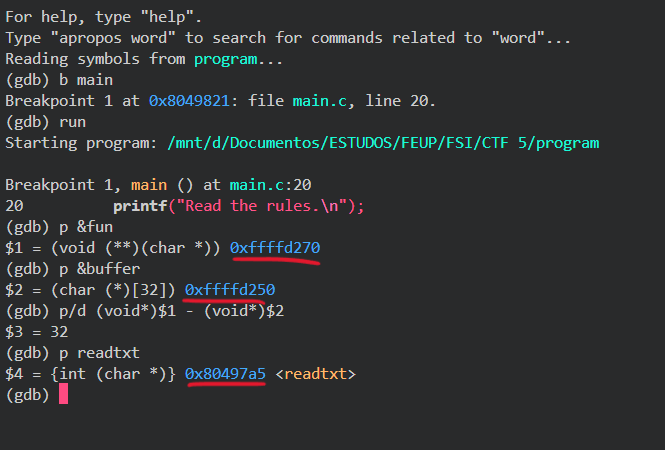 For help, type "help".
Type "apropos word" to search for commands related to "word"...
Reading symbols from program...
(gdb) b main
Breakpoint 1 at 0x8049821: file main.c, line 20.
(gdb) run
Starting program: /mnt/d/Documentos/ESTUDOS/FEUP/FSI/CTF 5/program

Breakpoint 1, main () at main.c:20
20          printf("Read the rules.\n");
(gdb) p &fun
$1 = (void (**)(char *)) 0xffffd270
(gdb) p &buffer
$2 = (char (*)[32]) 0xffffd250
(gdb) p/d (void*)$1 - (void*)$2
$3 = 32
(gdb) p readtxt
$4 = {int (char *)} 0x80497a5 <readtxt>
(gdb)